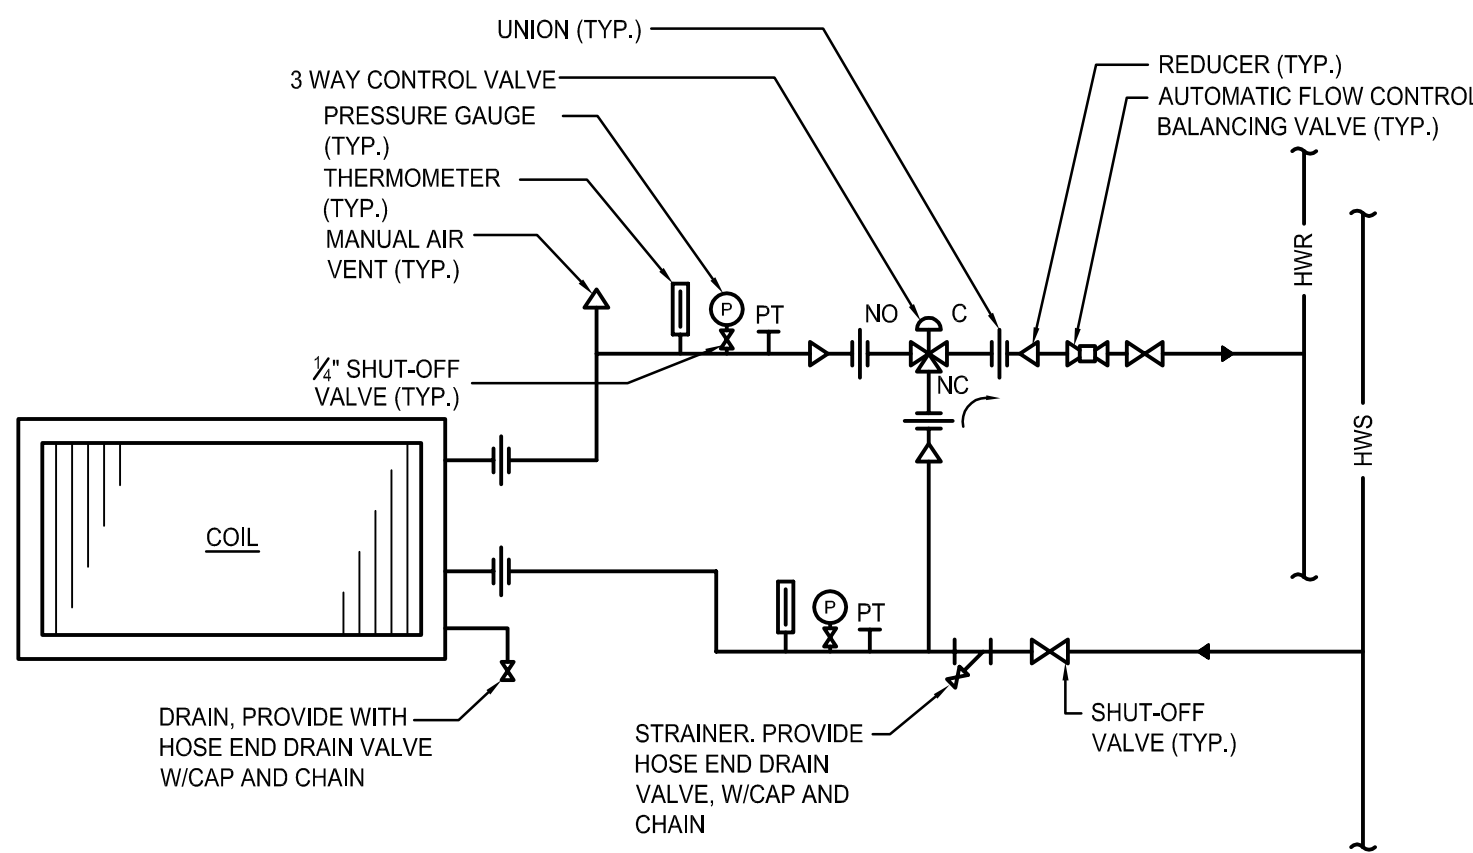 UNION (TYP.)
3 WAY CONTROL VALVE
PRESSURE GAUGE
(TYP.)
THERMOMETER
(TYP.)
MANUAL AIR
VENT (TYP.)
REDUCER (TYP.)
AUTOMATIC FLOW CONTROL
BALANCING VALVE (TYP.)
HWR
HWS
P
PT
NO
C
NC
¼" SHUT-OFF
VALVE (TYP.)
COIL
P
PT
DRAIN, PROVIDE WITH
HOSE END DRAIN VALVE
W/CAP AND CHAIN
STRAINER. PROVIDE
HOSE END DRAIN
VALVE, W/CAP AND
CHAIN
SHUT-OFF
VALVE (TYP.)